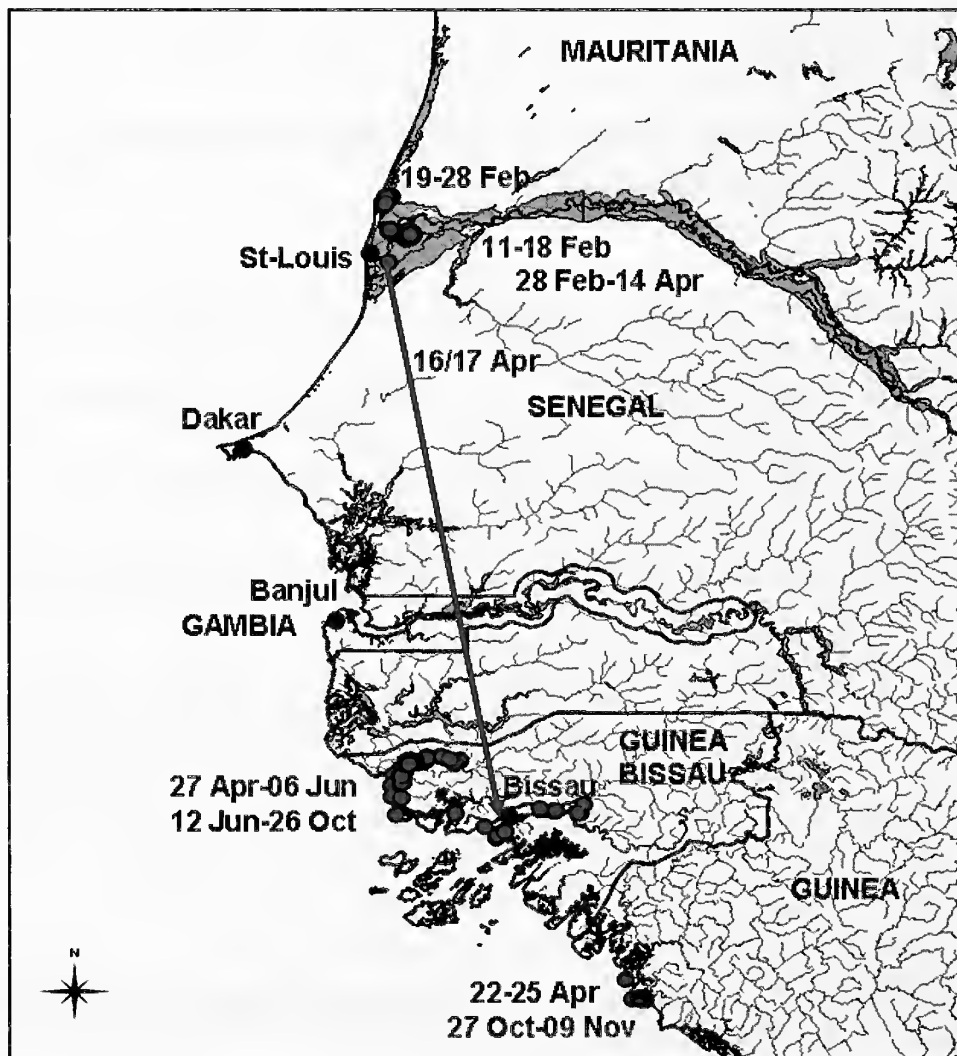 MAURITANIA
19-28 Feb
St-Louis
11-18 Feb
28 Feb-14 Apr
16/17 Apr
SENEGAL
Dakar
Banjul
GAMBIA
GUINEA
BISSAU
27 Apr-06 Jun
Bissau
12 Jun-26 Oct
GUINEA
N
22-25 Apr
27 Oct-09 Nov